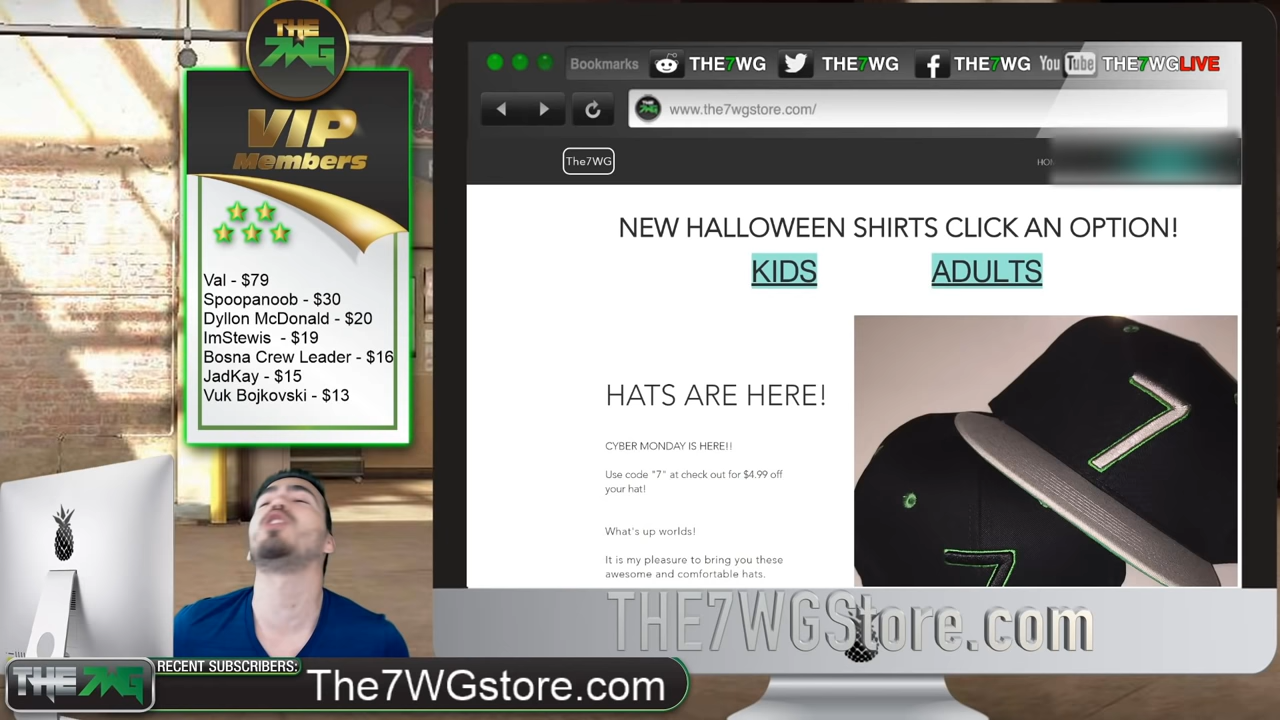 THE
7WG
VIP
Members
Val - $79
Spoopanoob - $30
Dyllon McDonald - $20
ImStewis - $19
Bosna Crew Leader - $16
JadKay - $15
Vuk Bojkovski - $13
Bookmarks THE7WG THE7WG THE7WG You Tube THE7WGLIVE
www.the7wgstore.com/
The7WG
NEW HALLOWEEN SHIRTS CLICK AN OPTION!
KIDS ADULTS
HATS ARE HERE!
CYBER MONDAY IS HERE!!
Use code "7" at check out for $4.99 off
your hat!
What's up worlds!
It is my pleasure to bring you these
awesome and comfortable hats.
7
7
THE7WGStore.com
THE 7WG
RECENT SUBSCRIBERS:
The7WGstore.com